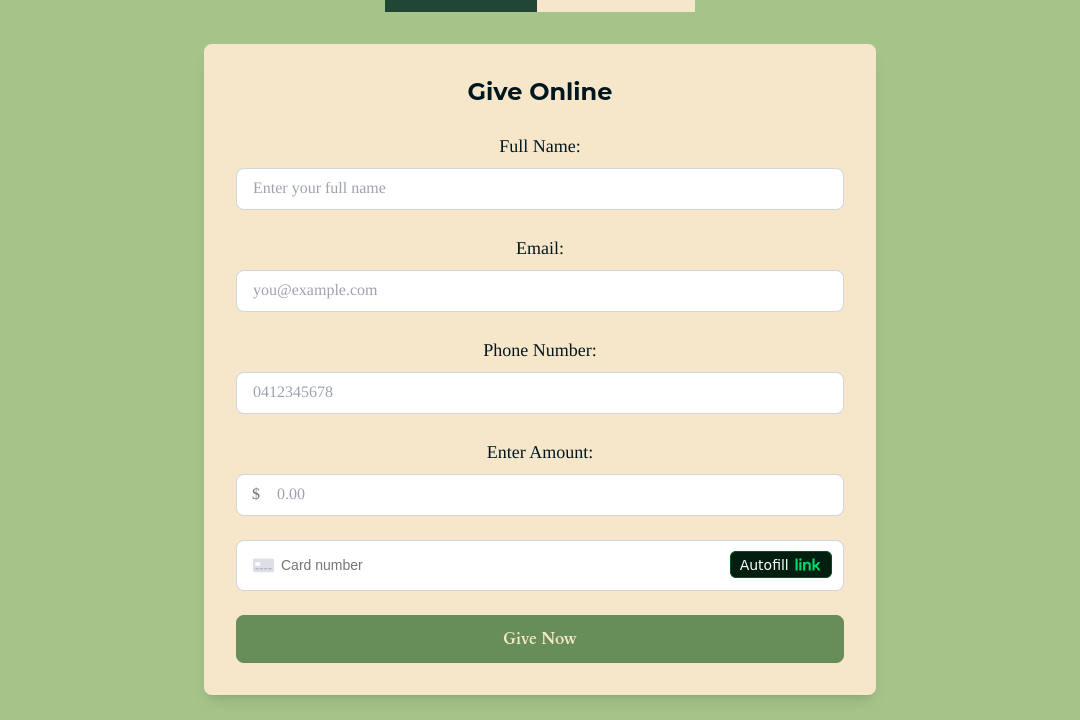 Give Online
Full Name:
Enter your full name
Email:
you@example.com
Phone Number:
0412345678
Enter Amount:
$ 0.00
Card number
Autofill link
Give Now